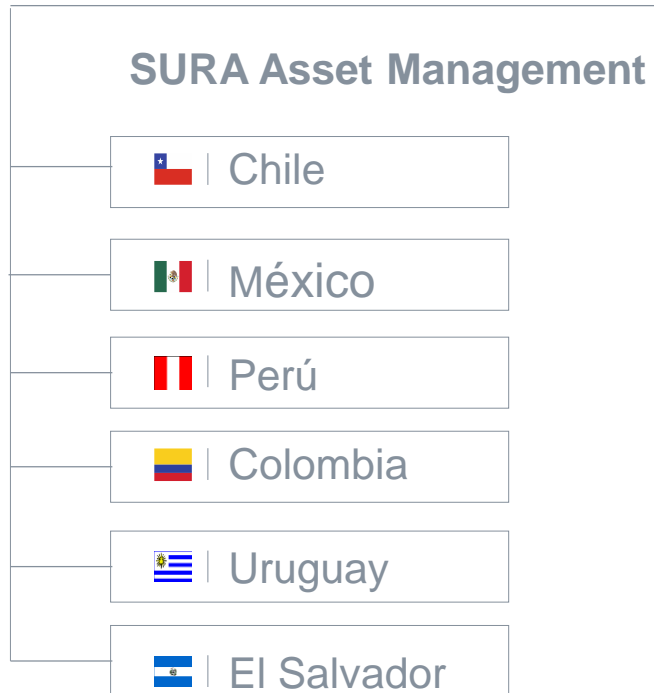 SURA Asset Management
Chile
México
Perú
Colombia
Uruguay
El Salvador